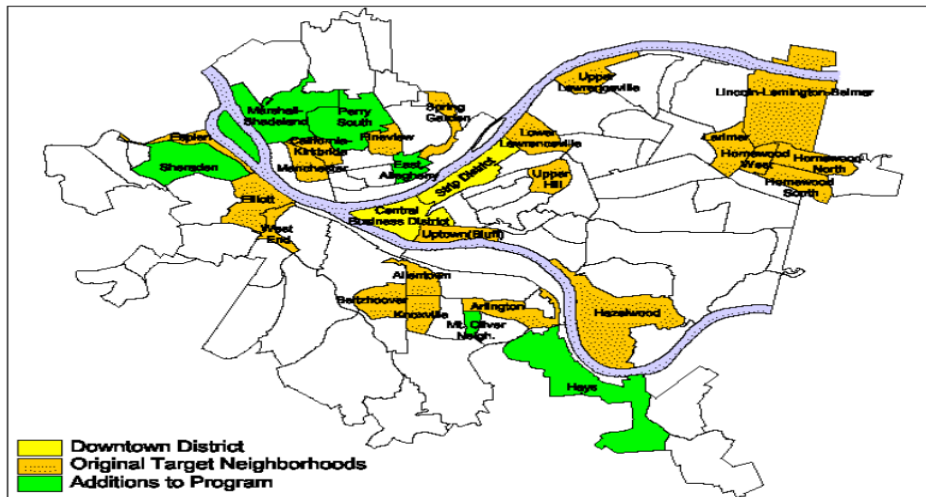 Upper
Lawrenceville
Lincoln-Lemington-Belmar
Spring
Garden
Marshall-
Shadeland
Perry
South
Fineview
Lower
Lawrenceville
Larimer
Esplen
California-
Kirkbride
Homewood
West
Homewood
North
Sheraden
Manchester
East
Allegheny
Strip District
Upper
Hill
Homewood
South
Elliott
Central
Business District
West
End
Uptown(Bluff)
Allentown
Beltzhoover
Knoxville
Arlington
Mt. Oliver
Neigh.
Hazelwood
Hays
Downtown District
Original Target Neighborhoods
Additions to Program